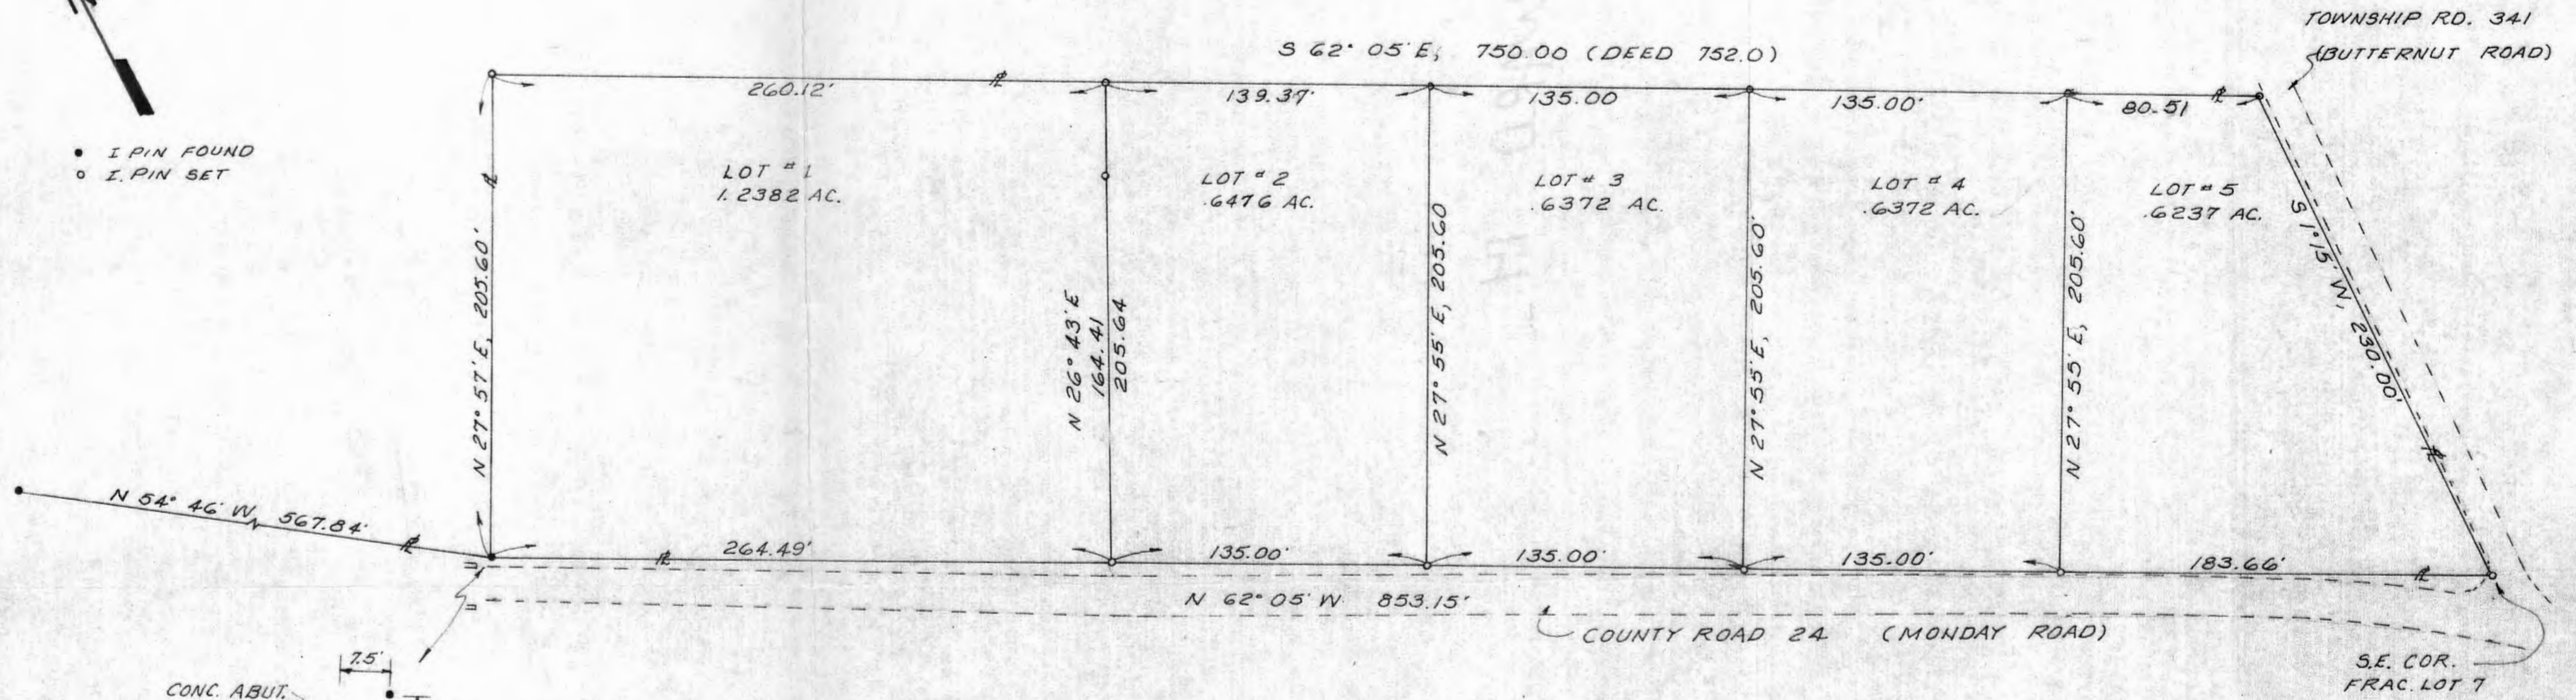 TOWNSHIP RD. 341
(BUTTERNUT ROAD)
S 62° 05' E, 750.00 (DEED 752.0)
260.12'
139.37'
135.00
135.00'
80.51
• I. PIN FOUND
○ I. PIN SET
LOT # 1
1.2382 AC.
LOT # 2
.6476 AC.
LOT # 3
.6372 AC.
LOT # 4
.6372 AC.
LOT # 5
.6237 AC.
N 27° 57' E, 205.60'
N 26° 43' E
164.41
205.64
N 27° 55' E, 205.60
N 27° 55' E, 205.60'
N 27° 55' E, 205.60'
S 1° 15' W, 230.00'
N 54° 46' W 567.84'
264.49'
135.00'
135.00'
135.00'
183.66'
N 62° 05' W 853.15'
COUNTY ROAD 24 (MONDAY ROAD)
7.5'
CONC. ABUT.
S.E. COR.
FRAC. LOT 7